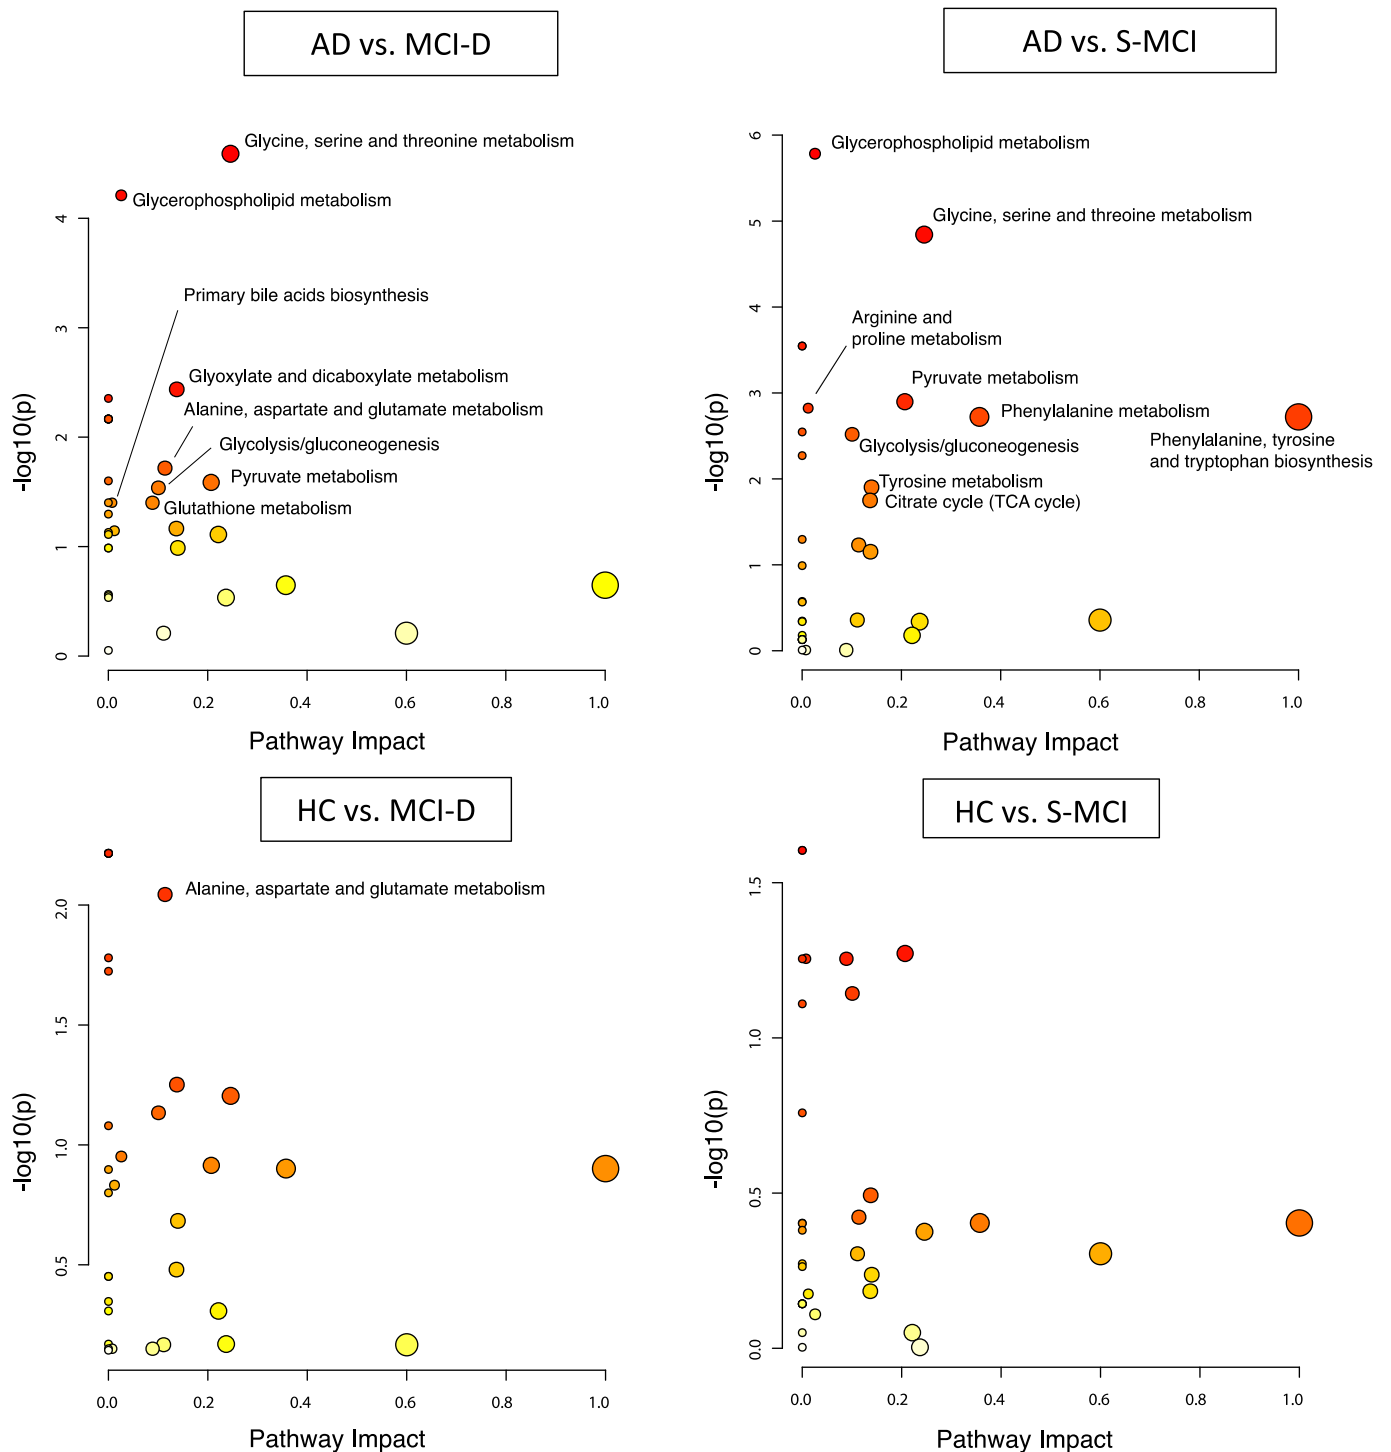 AD vs. MCI-D
Glycine, serine and threonine metabolism
Glycerophospholipid metabolism
Primary bile acids biosynthesis
Glyoxylate and dicaboxylate metabolism
Alanine, aspartate and glutamate metabolism
Glycolysis/gluconeogenesis
Pyruvate metabolism
Glutathione metabolism
-log10(p)
4
3
2
1
0
0.0 0.2 0.4 0.6 0.8 1.0
Pathway Impact
AD vs. S-MCI
Glycerophospholipid metabolism
Glycine, serine and threoine metabolism
Arginine and
proline metabolism
Pyruvate metabolism
Phenylalanine metabolism
Phenylalanine, tyrosine
and tryptophan biosynthesis
Glycolysis/gluconeogenesis
Tyrosine metabolism
Citrate cycle (TCA cycle)
-log10(p)
6
5
4
3
2
1
0
0.0 0.2 0.4 0.6 0.8 1.0
Pathway Impact
HC vs. MCI-D
Alanine, aspartate and glutamate metabolism
-log10(p)
2.0
1.5
1.0
0.5
0.0 0.2 0.4 0.6 0.8 1.0
Pathway Impact
HC vs. S-MCI
-log10(p)
1.5
1.0
0.5
0.0
0.0 0.2 0.4 0.6 0.8 1.0
Pathway Impact